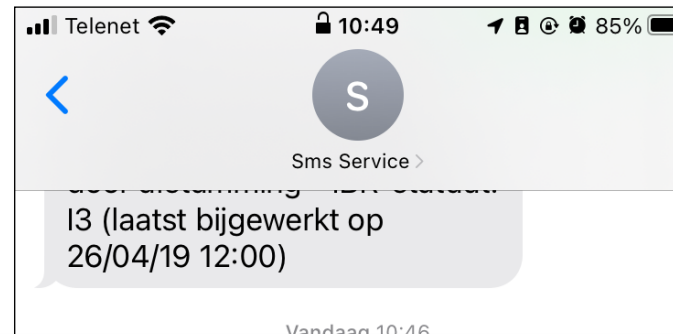 Telenet 10:49 85%
S
Sms Service
I3 (laatst bijgewerkt op
26/04/19 12:00)
Vandaag 10:46